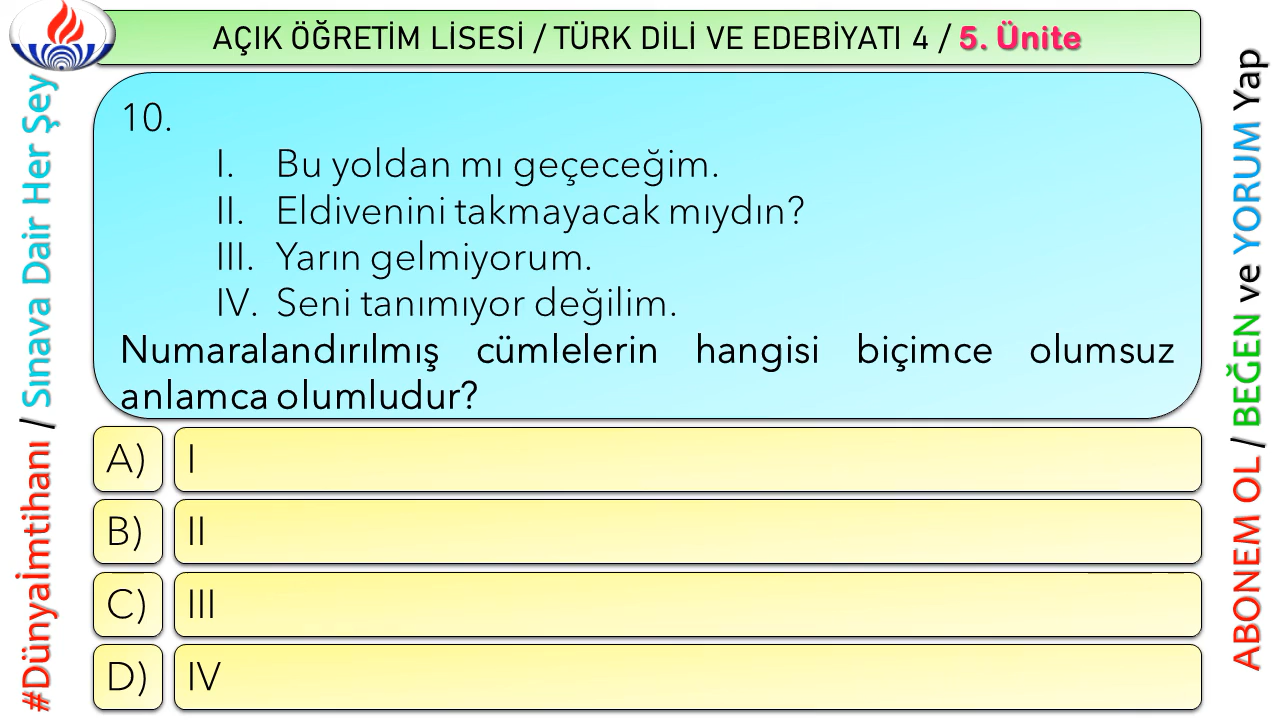 AÇIK ÖĞRETİM LİSESİ / TÜRK DİLİ VE EDEBİYATI 4 / 5. Ünite
10.
I. Bu yoldan mı geçeceğim.
II. Eldivenini takmayacak mıydın?
III. Yarın gelmiyorum.
IV. Seni tanımıyor değilim.
Numaralandırılmış cümlelerin hangisi biçimce olumsuz
anlamca olumludur?
A) I
B) II
C) III
D) IV
#Dünyaİmtihanı / Sınava Dair Her Şey
ABONEM OL / BEĞEN ve YORUM Yap